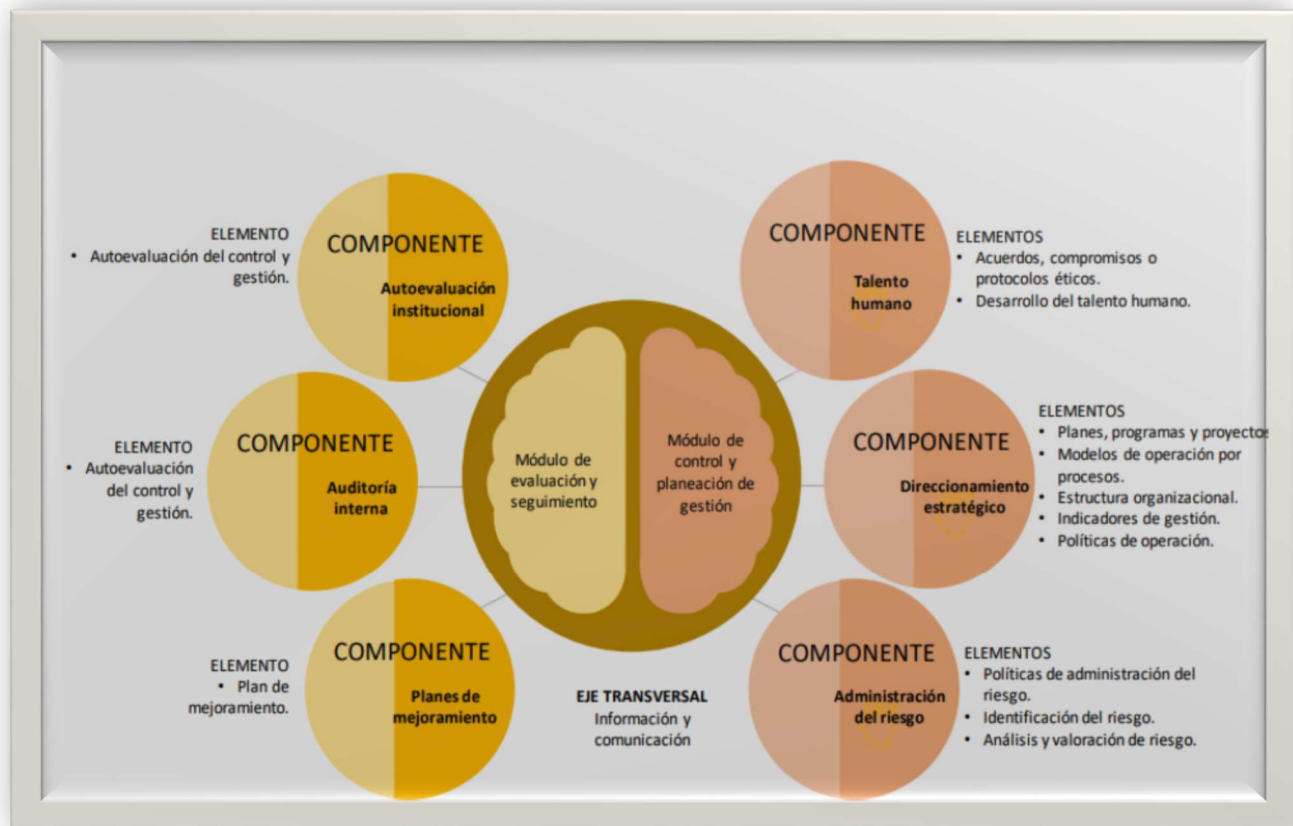 ELEMENTO
• Autoevaluación del control y
gestión.
COMPONENTE
Autoevaluación
institucional
ELEMENTO
• Autoevaluación
del control y
gestión.
COMPONENTE
Auditoría
interna
ELEMENTO
• Plan de
mejoramiento.
COMPONENTE
Planes de
mejoramiento
Módulo de
evaluación y
seguimiento
Módulo de
control y
planeación de
gestión
EJE TRANSVERSAL
Información y
comunicación
COMPONENTE
Talento
humano
ELEMENTOS
• Acuerdos, compromisos o
protocolos éticos.
• Desarrollo del talento humano.
COMPONENTE
Direccionamiento
estratégico
ELEMENTOS
• Planes, programas y proyectos
• Modelos de operación por
procesos.
• Estructura organizacional.
• Indicadores de gestión.
• Políticas de operación.
COMPONENTE
Administración
del riesgo
ELEMENTOS
• Políticas de administración del
riesgo.
• Identificación del riesgo.
• Análisis y valoración de riesgo.